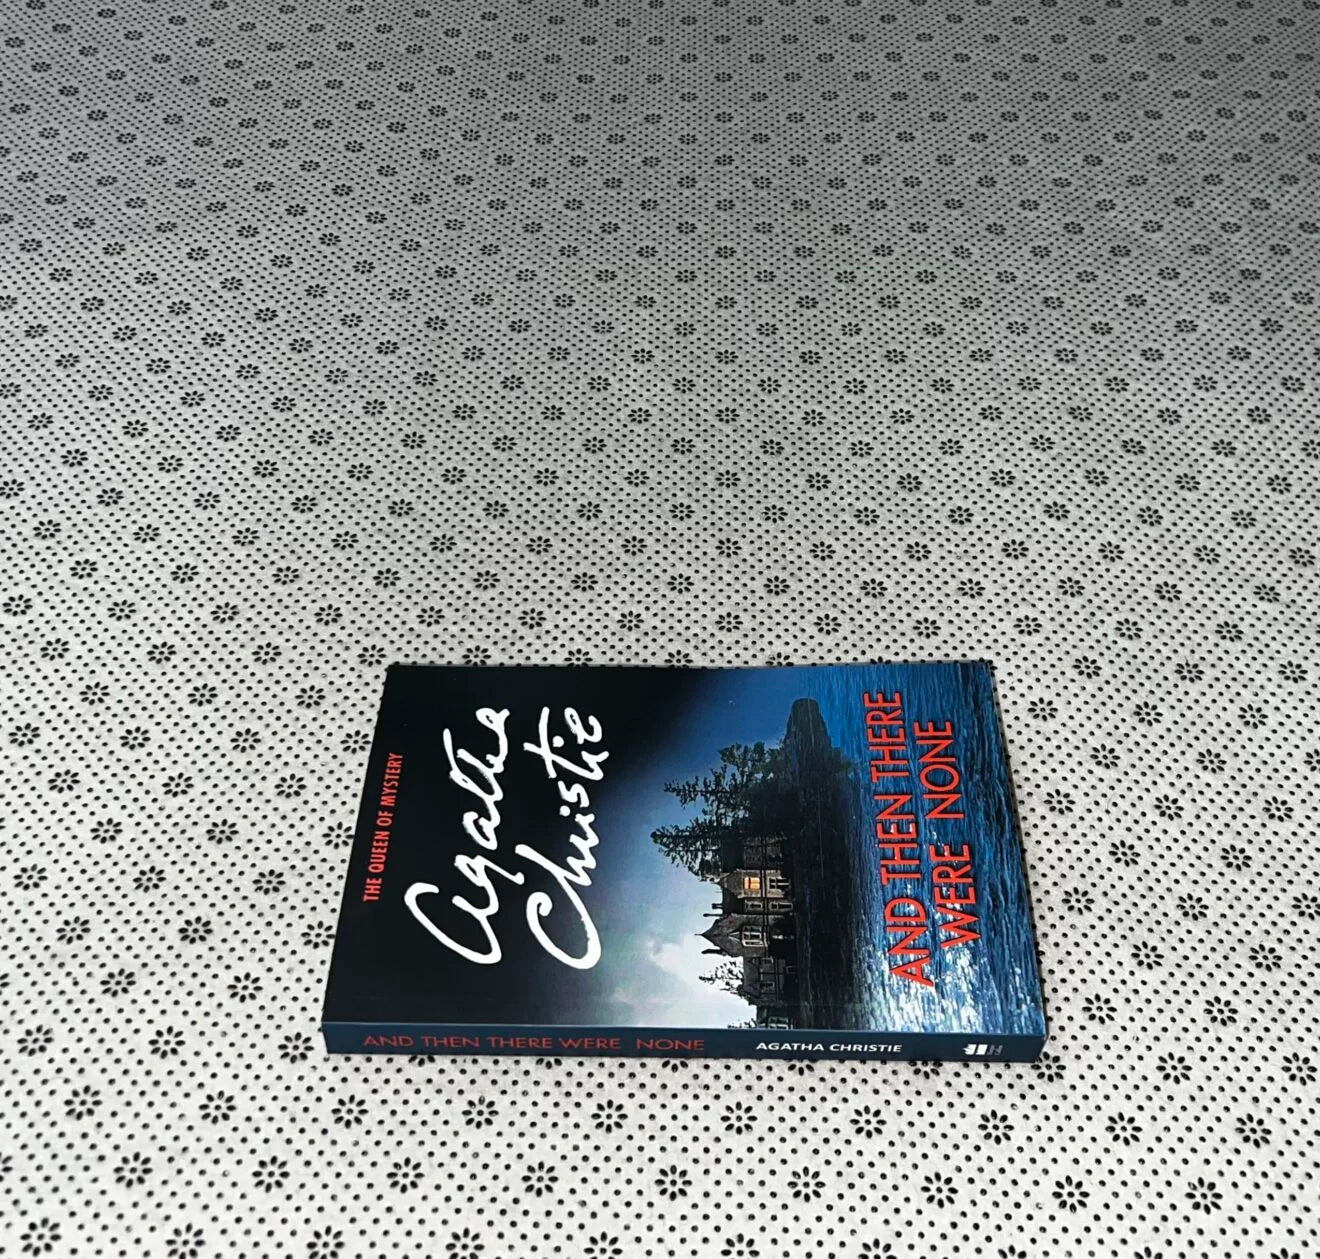 THE QUEEN OF MYSTERY
Agatha
Christie
AND THEN THERE
WERE NONE
AND THEN THERE WERE NONE AGATHA CHRISTIE